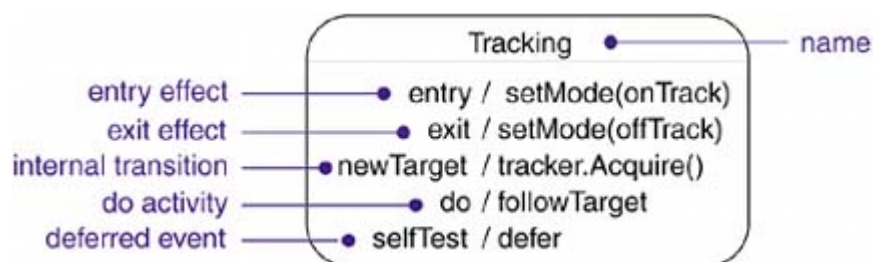 Tracking name
entry effect entry / setMode(onTrack)
exit effect exit / setMode(offTrack)
internal transition newTarget / tracker.Acquire()
do activity do / followTarget
deferred event selfTest / defer